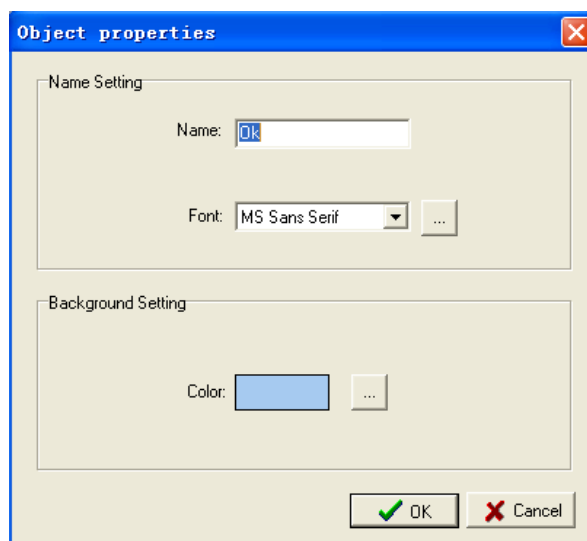 Object properties
Name Setting
Name: Ok
Font: MS Sans Serif ...
Background Setting
Color: ...
OK Cancel